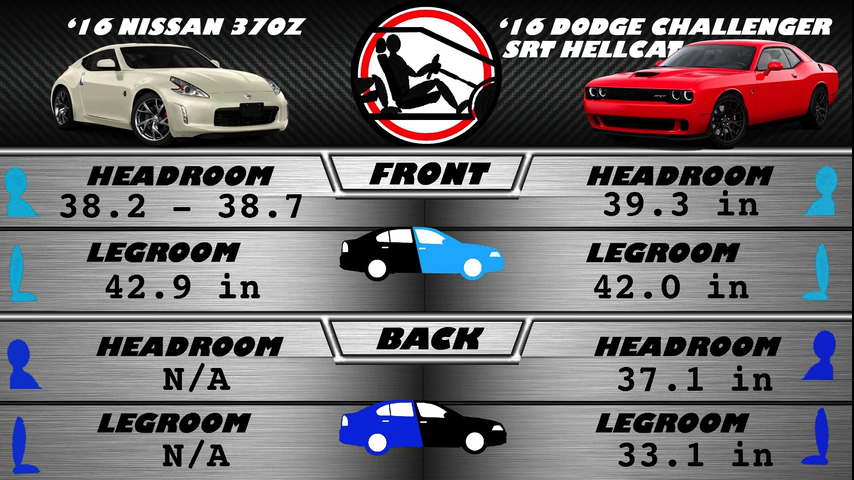 ‘16 NISSAN 370Z
‘16 DODGE CHALLENGER
SRT HELLCAT
FRONT
HEADROOM
38.2 - 38.7
HEADROOM
39.3 in
LEGROOM
42.9 in
LEGROOM
42.0 in
BACK
HEADROOM
N/A
HEADROOM
37.1 in
LEGROOM
N/A
LEGROOM
33.1 in